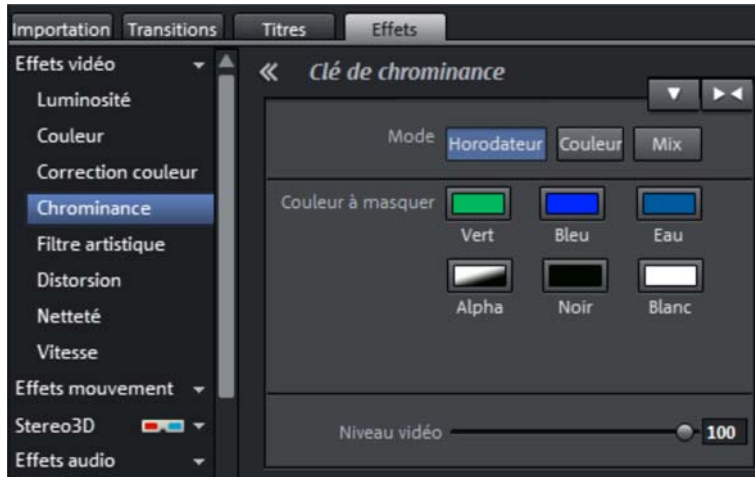 Importation Transitions Titres Effets
Effets vidéo
Luminosité
Couleur
Correction couleur
Chrominance
Filtre artistique
Distorsion
Netteté
Vitesse
Effets mouvement
Stereo3D
Effets audio
Clé de chrominance
Mode Horodateur Couleur Mix
Couleur à masquer
Vert Bleu Eau
Alpha Noir Blanc
Niveau vidéo 100